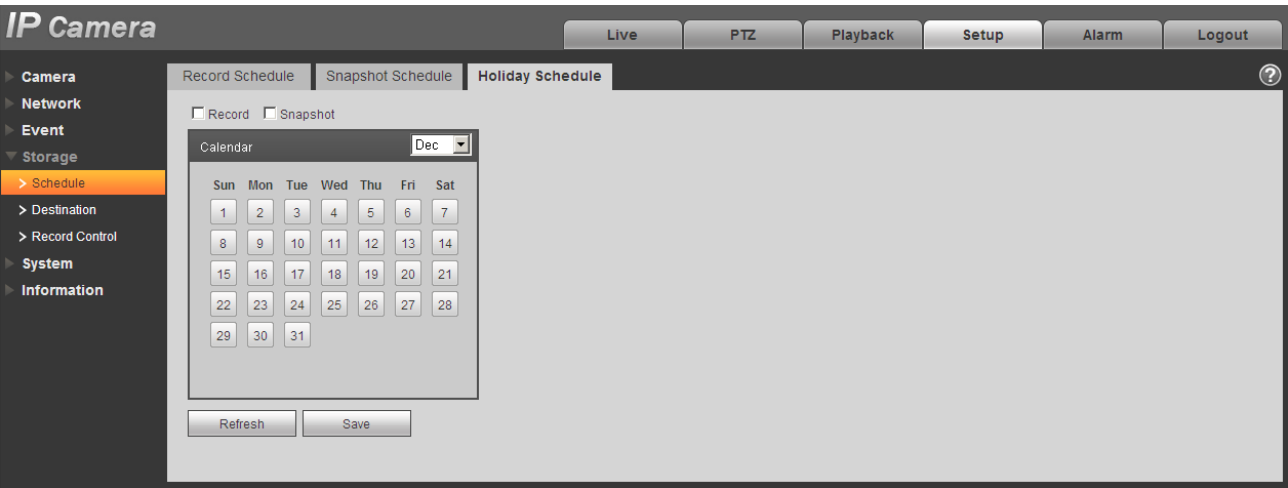 IP Camera
Live PTZ Playback Setup Alarm Logout
Camera
Network
Event
Storage
> Schedule
> Destination
> Record Control
System
Information
Record Schedule Snapshot Schedule Holiday Schedule ?
Record Snapshot
Calendar Dec
Sun Mon Tue Wed Thu Fri Sat
1 2 3 4 5 6 7
8 9 10 11 12 13 14
15 16 17 18 19 20 21
22 23 24 25 26 27 28
29 30 31
Refresh Save